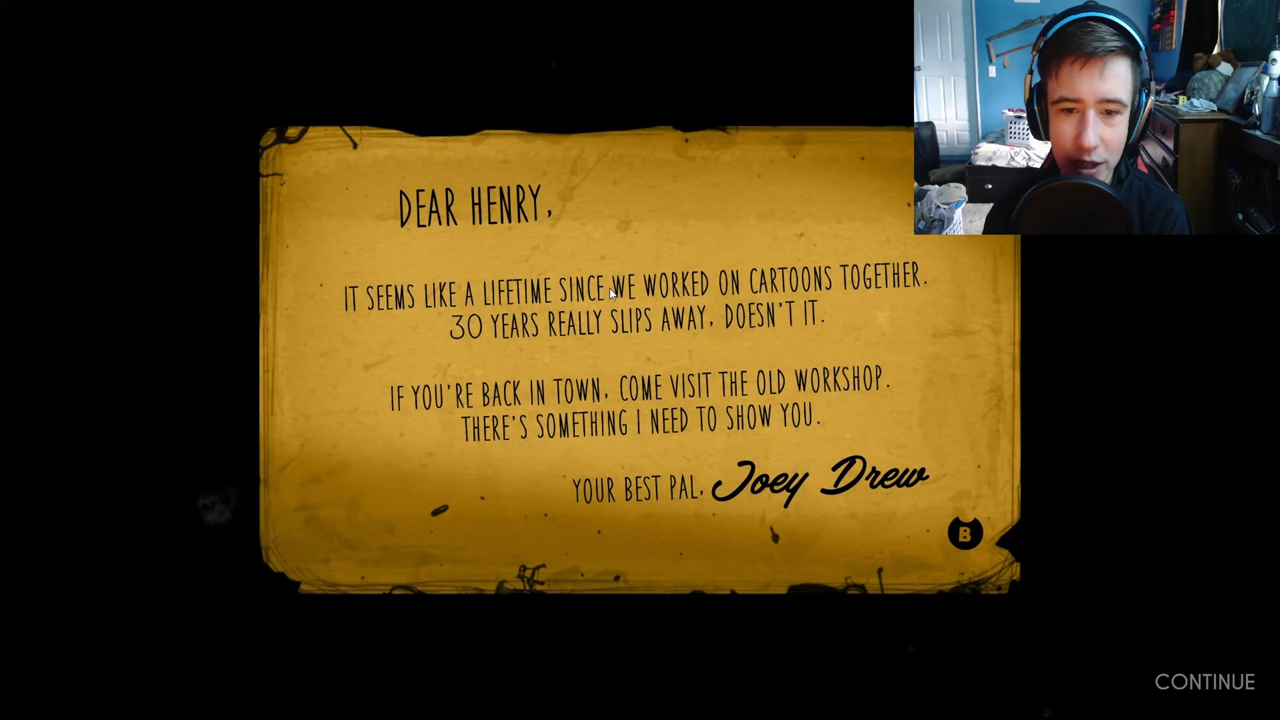 DEAR HENRY,
IT SEEMS LIKE A LIFETIME SINCE WE WORKED ON CARTOONS TOGETHER.
30 YEARS REALLY SLIPS AWAY, DOESN'T IT.
IF YOU'RE BACK IN TOWN, COME VISIT THE OLD WORKSHOP.
THERE'S SOMETHING I NEED TO SHOW YOU.
YOUR BEST PAL, Joey Drew
B
CONTINUE